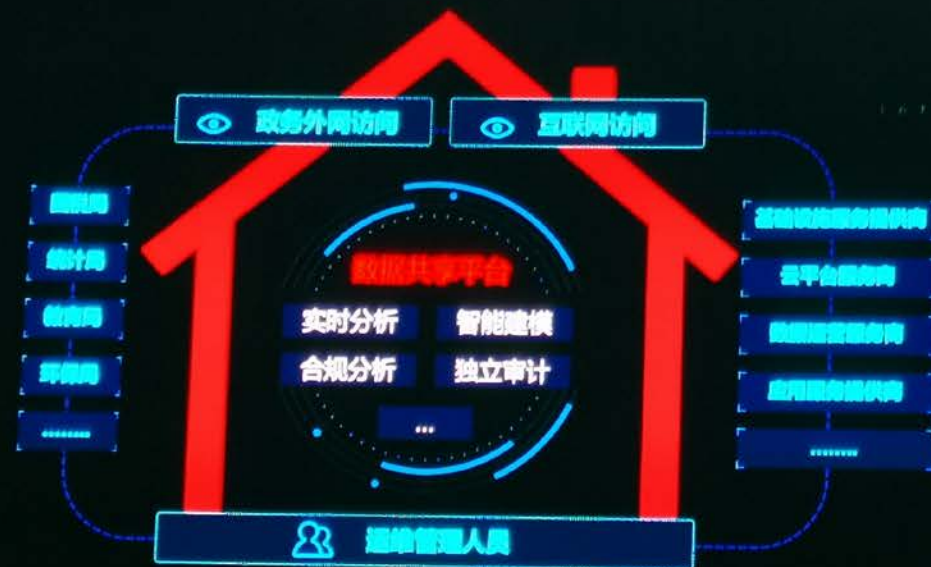 政务外网访问
互联网访问
国税局
统计局
教育局
环保局
........
数据共享平台
实时分析
智能建模
合规分析
独立审计
...
基础设施服务提供商
云平台服务商
数据运营服务商
应用服务提供商
........
运维管理人员